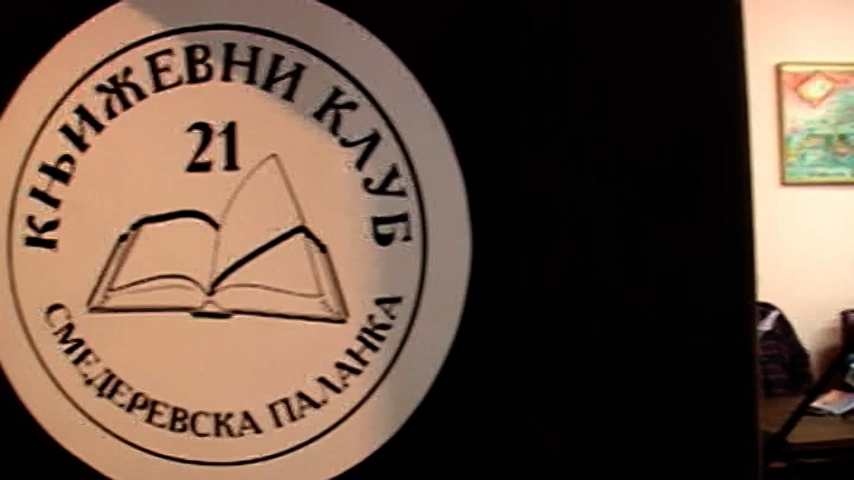 КЊИЖЕВНИ КЛУБ
21
СМЕДЕРЕВСКА ПАЛАНКА